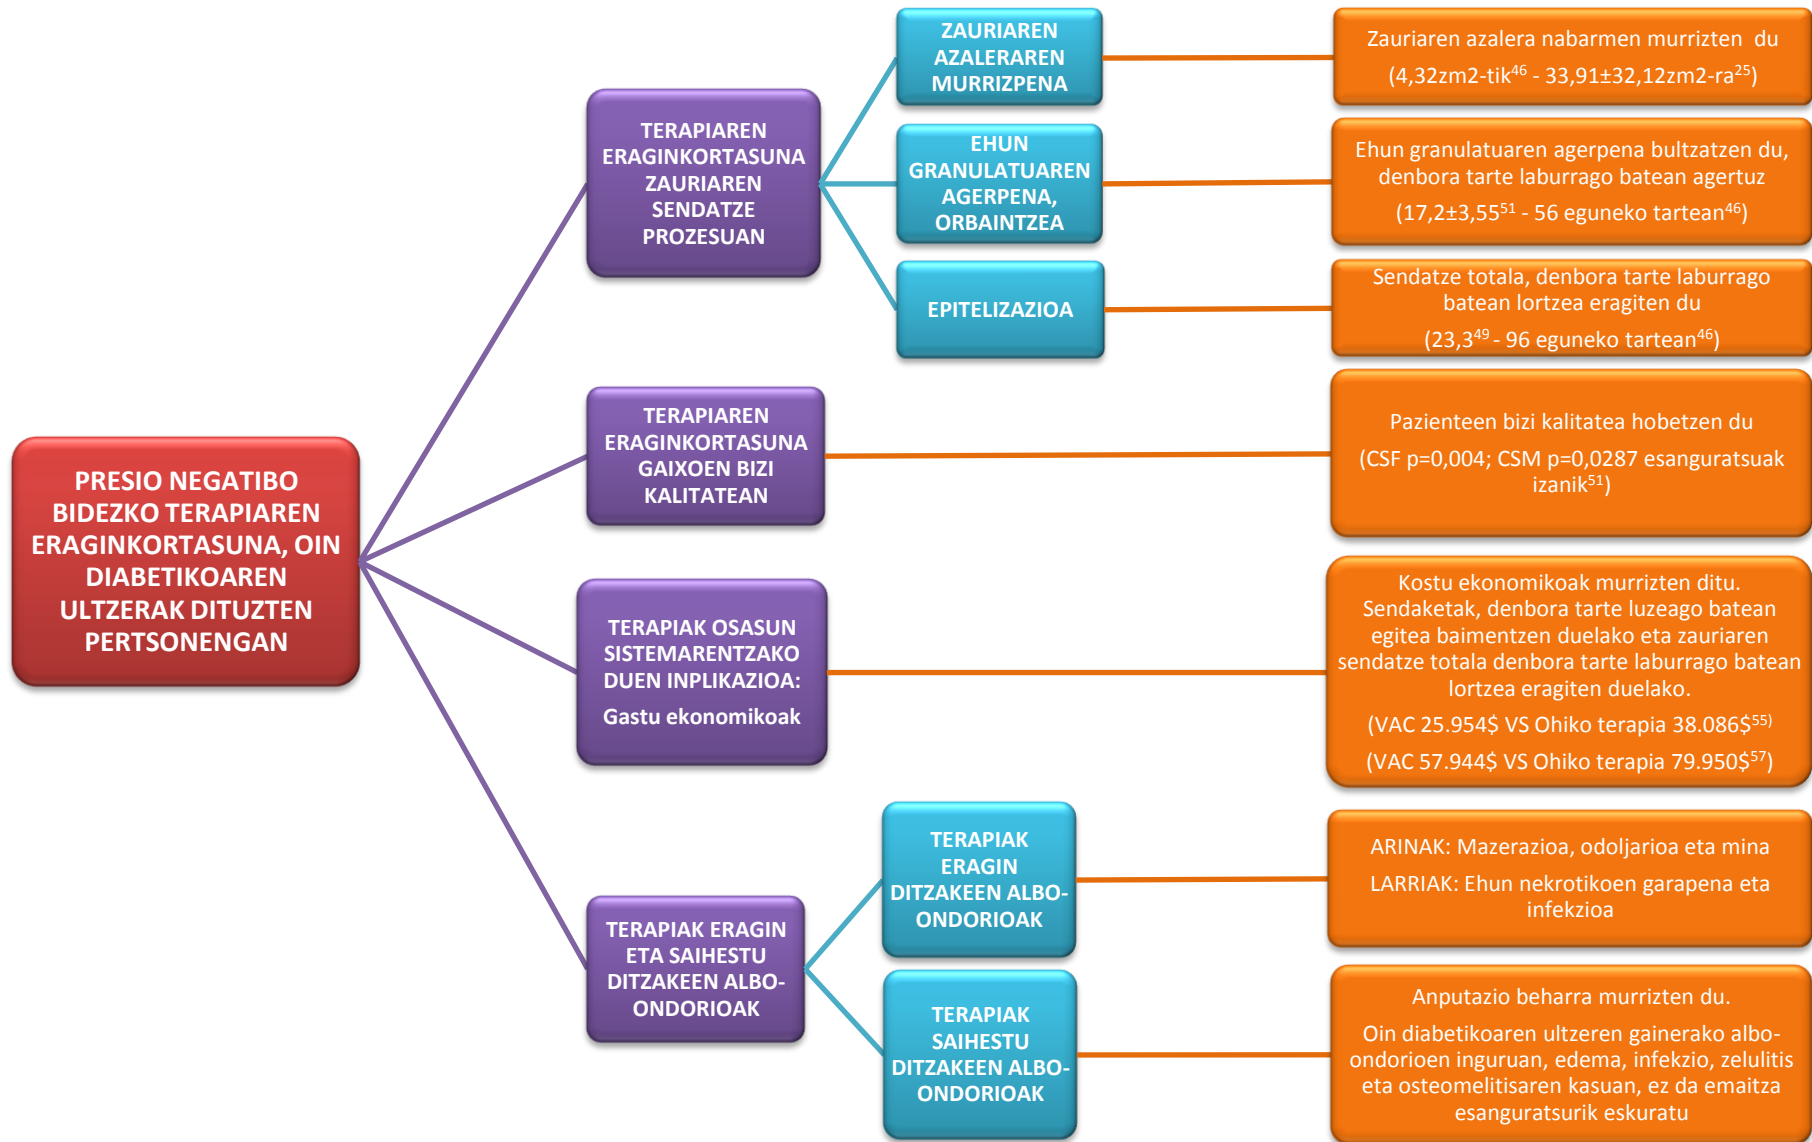 PRESIO NEGATIBO
BIDEZKO TERAPIAREN
ERAGINKORTASUNA, OIN
DIABETIKOAREN
ULTZERAK DITUZTEN
PERTSONENGAN
TERAPIAREN
ERAGINKORTASUNA
ZAURIAREN
SENDATZE
PROZESUAN
ZAURIAREN
AZALERAREN
MURRIZPENA
Zauriaren azalera nabarmen murrizten du
(4,32zm2-tik⁴⁶ - 33,91±32,12zm2-ra²⁵)
EHUN
GRANULATUAREN
AGERPENA,
ORBAINTZEA
Ehun granulatuaren agerpena bultzatzen du,
denbora tarte laburrago batean agertuz
(17,2±3,55⁵¹ - 56 eguneko tartean⁴⁶)
EPITELIZAZIOA
Sendatze totala, denbora tarte laburrago
batean lortzea eragiten du
(23,3⁴⁹ - 96 eguneko tartean⁴⁶)
TERAPIAREN
ERAGINKORTASUNA
GAIXOEN BIZI
KALITATEAN
Pazienteen bizi kalitatea hobetzen du
(CSF p=0,004; CSM p=0,0287 esanguratsuak
izanik⁵¹)
TERAPIAK OSASUN
SISTEMARENTZAKO
DUEN INPLIKAZIOA:
Gastu ekonomikoak
Kostu ekonomikoak murrizten ditu.
Sendaketak, denbora tarte luzeago batean
egitea baimentzen duelako eta zauriaren
sendatze totala denbora tarte laburrago batean
lortzea eragiten duelako.
(VAC 25.954$ VS Ohiko terapia 38.086$⁵⁵⁾
(VAC 57.944$ VS Ohiko terapia 79.950$⁵⁷)
TERAPIAK ERAGIN
ETA SAIHESTU
DITZAKEEN ALBO-
ONDORIOAK
TERAPIAK
ERAGIN
DITZAKEEN ALBO-
ONDORIOAK
ARINAK: Mazerazioa, odoljarioa eta mina
LARRIAK: Ehun nekrotikoen garapena eta
infekzioa
TERAPIAK
SAIHESTU
DITZAKEEN ALBO-
ONDORIOAK
Anputazio beharra murrizten du.
Oin diabetikoaren ultzeren gainerako albo-
ondorioen inguruan, edema, infekzio, zelulitis
eta osteomelitisaren kasuan, ez da emaitza
esanguratsurik eskuratu